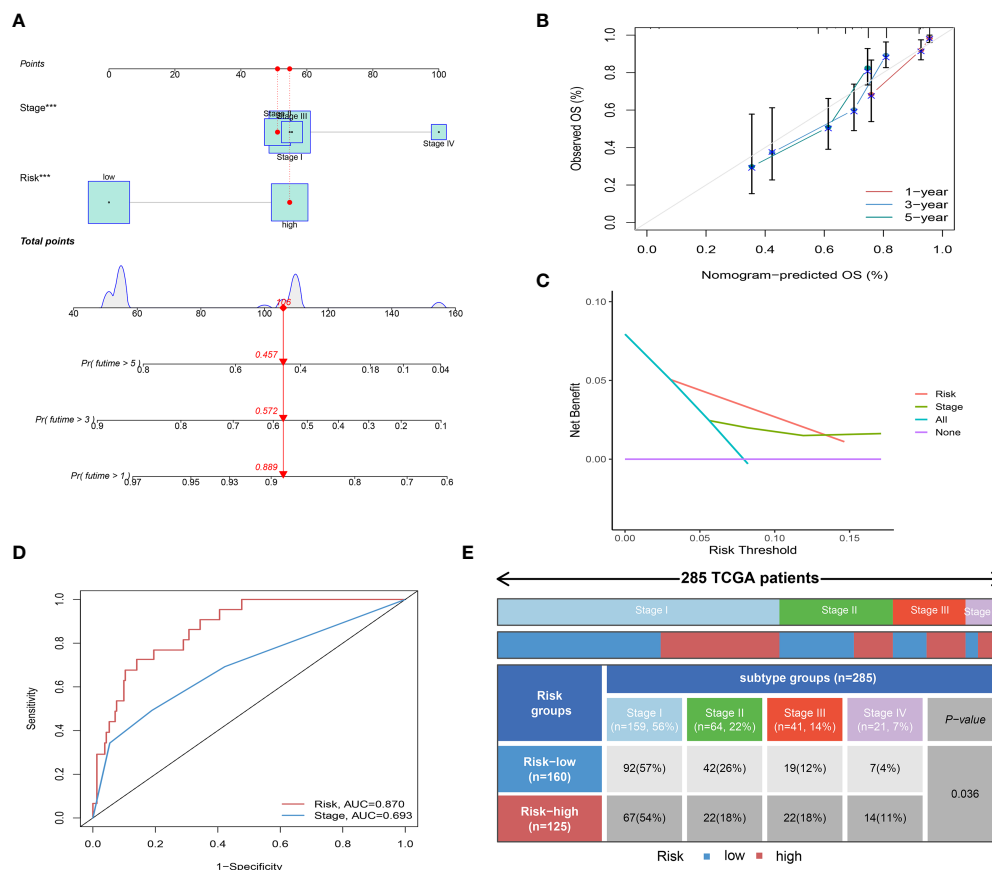 A
Points
0 20 40 60 80 100
Stage***
Stage II
Stage III
Stage I
Stage IV
Risk***
low
high
Total points
106
40 60 80 100 120 140 160
0.457
Pr( futime > 5 )
0.8 0.6 0.4 0.18 0.1 0.04
0.572
Pr( futime > 3 )
0.9 0.8 0.7 0.6 0.5 0.4 0.3 0.2 0.1
0.889
Pr( futime > 1 )
0.97 0.95 0.93 0.9 0.8 0.7 0.6
B
Observed OS (%)
1.0
0.8
0.6
0.4
0.2
0.0
1-year
3-year
5-year
0.0 0.2 0.4 0.6 0.8 1.0
Nomogram-predicted OS (%)
C
Net Benefit
0.10
0.05
0.00
Risk
Stage
All
None
0.00 0.05 0.10 0.15
Risk Threshold
D
Sensitivity
1.0
0.8
0.6
0.4
0.2
0.0
Risk, AUC=0.870
Stage, AUC=0.693
0.0 0.2 0.4 0.6 0.8 1.0
1-Specificity
E
285 TCGA patients
Stage I Stage II Stage III Stage
Risk groups
subtype groups (n=285)
Stage I (n=159, 56%)
Stage II (n=64, 22%)
Stage III (n=41, 14%)
Stage IV (n=21, 7%)
P-value
Risk-low (n=160)
92(57%) 42(26%) 19(12%) 7(4%)
0.036
Risk-high (n=125)
67(54%) 22(18%) 22(18%) 14(11%)
Risk low high